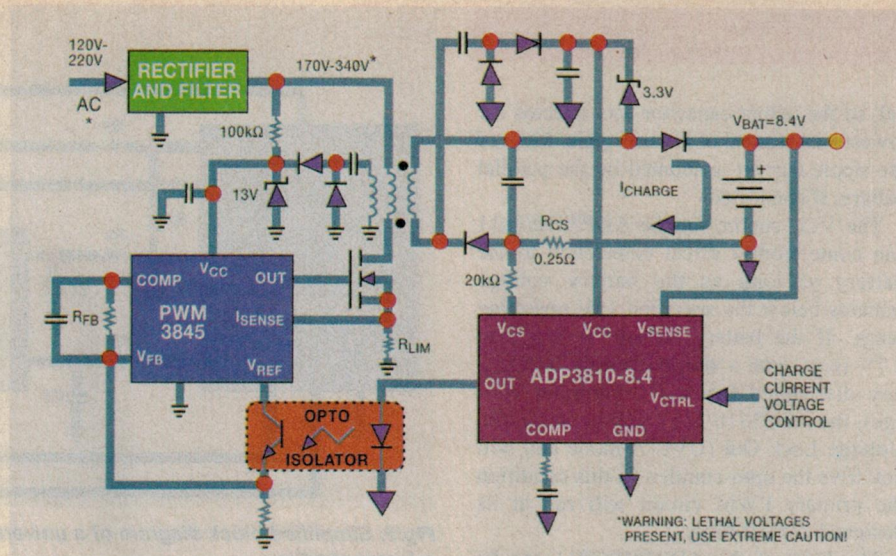 120V-
220V
AC
*
RECTIFIER
AND FILTER
170V-340V*
100kΩ
13V
3.3V
VBAT=8.4V
+
ICHARGE
RCS
0.25Ω
20kΩ
COMP
VCC
OUT
PWM
3845
ISENSE
RFB
VFB
VREF
RLIM
VCS
VCC
VSENSE
OUT
ADP3810-8.4
VCTRL
COMP
GND
CHARGE
CURRENT
VOLTAGE
CONTROL
OPTO
ISOLATOR
*WARNING: LETHAL VOLTAGES
PRESENT, USE EXTREME CAUTION!